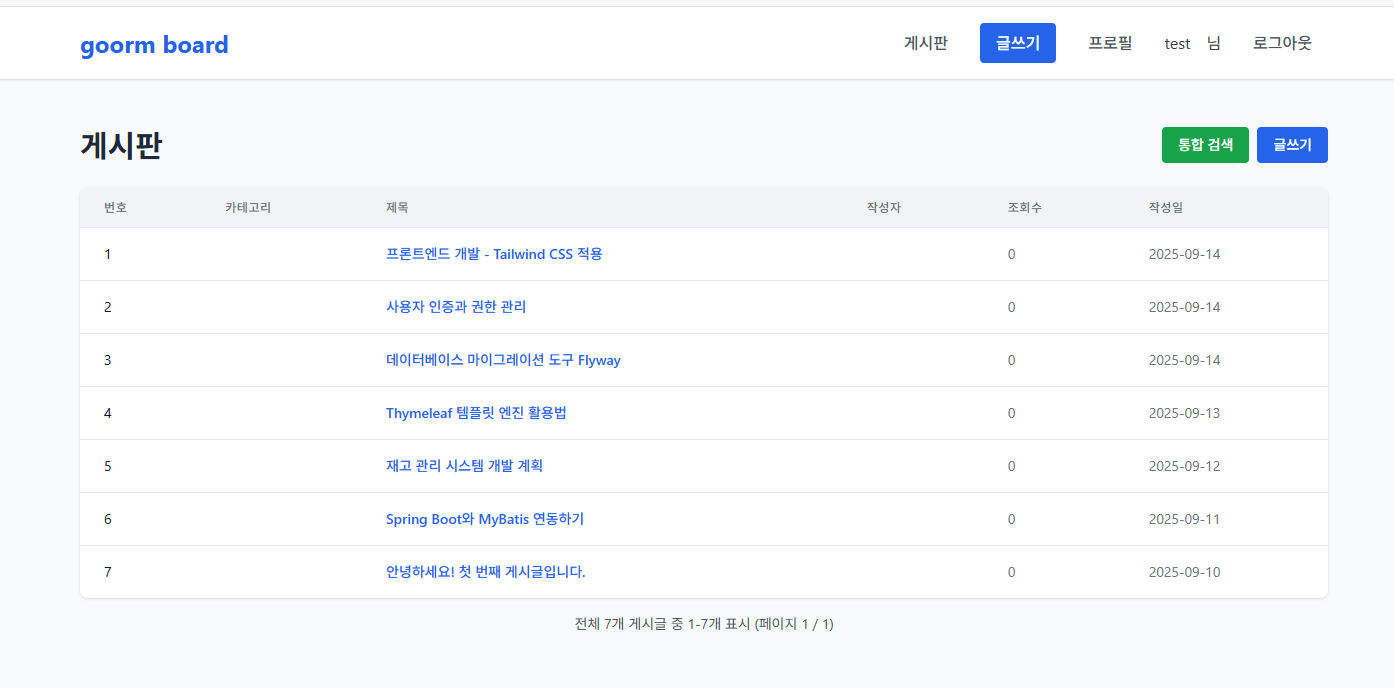 goorm board 게시판 글쓰기 프로필 test 님 로그아웃
게시판 통합 검색 글쓰기
번호 카테고리 제목 작성자 조회수 작성일
1 프론트엔드 개발 - Tailwind CSS 적용 0 2025-09-14
2 사용자 인증과 권한 관리 0 2025-09-14
3 데이터베이스 마이그레이션 도구 Flyway 0 2025-09-14
4 Thymeleaf 템플릿 엔진 활용법 0 2025-09-13
5 재고 관리 시스템 개발 계획 0 2025-09-12
6 Spring Boot와 MyBatis 연동하기 0 2025-09-11
7 안녕하세요! 첫 번째 게시글입니다. 0 2025-09-10
전체 7개 게시글 중 1-7개 표시 (페이지 1 / 1)